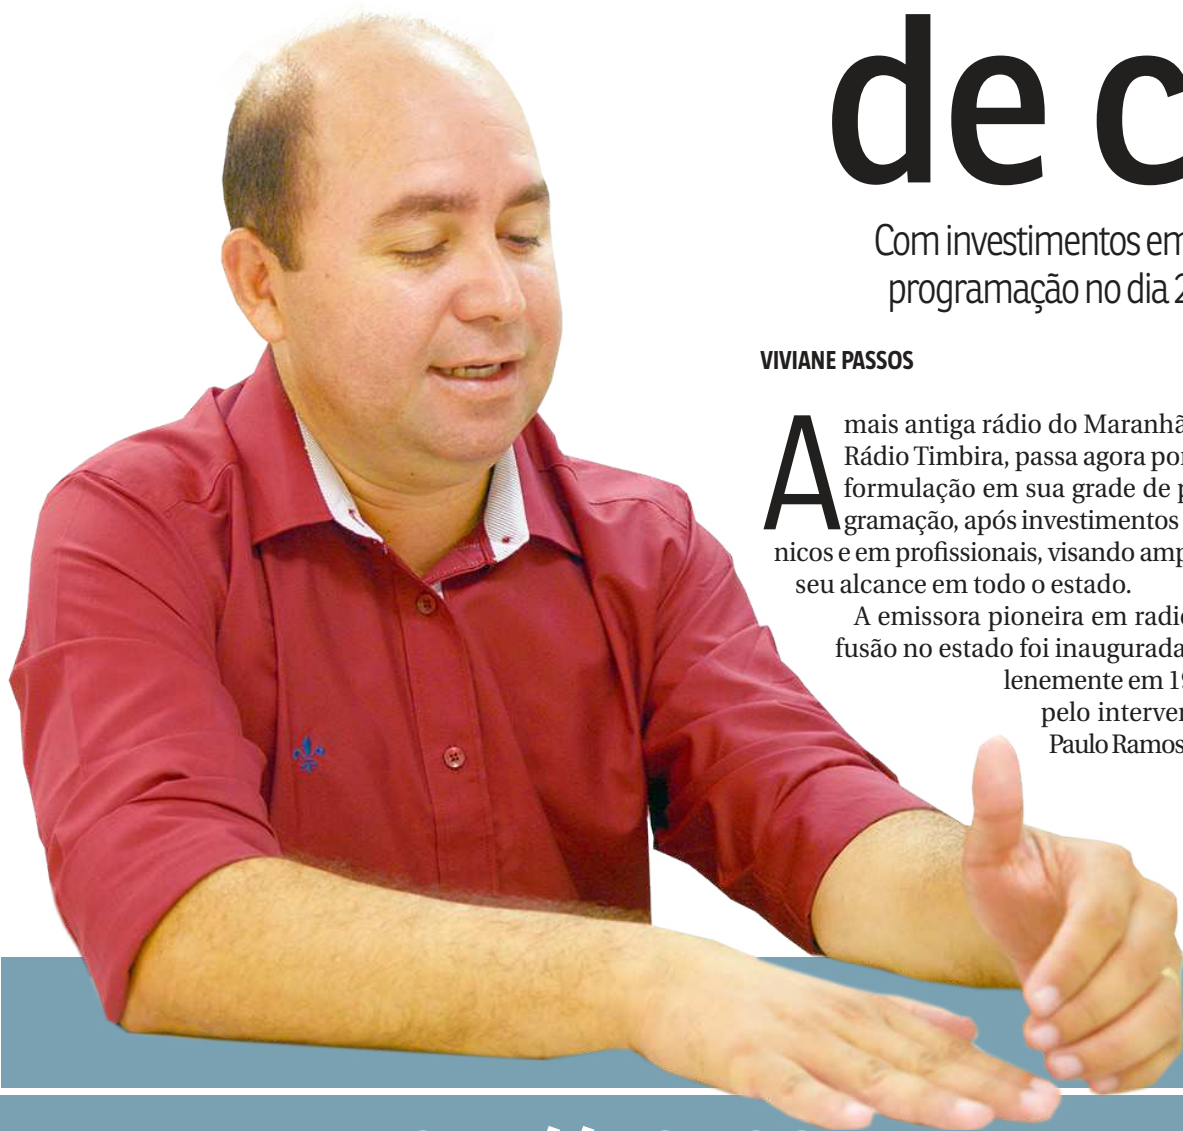 de c
Com investimentos em
programação no dia 2
VIVIANE PASSOS
A mais antiga rádio do Maranhã
Rádio Timbira, passa agora por
formulação em sua grade de p
gramação, após investimentos
nicos e em profissionais, visando amp
seu alcance em todo o estado.
A emissora pioneira em radio
fusão no estado foi inaugurada
lenemente em 19
pelo interven
Paulo Ramos